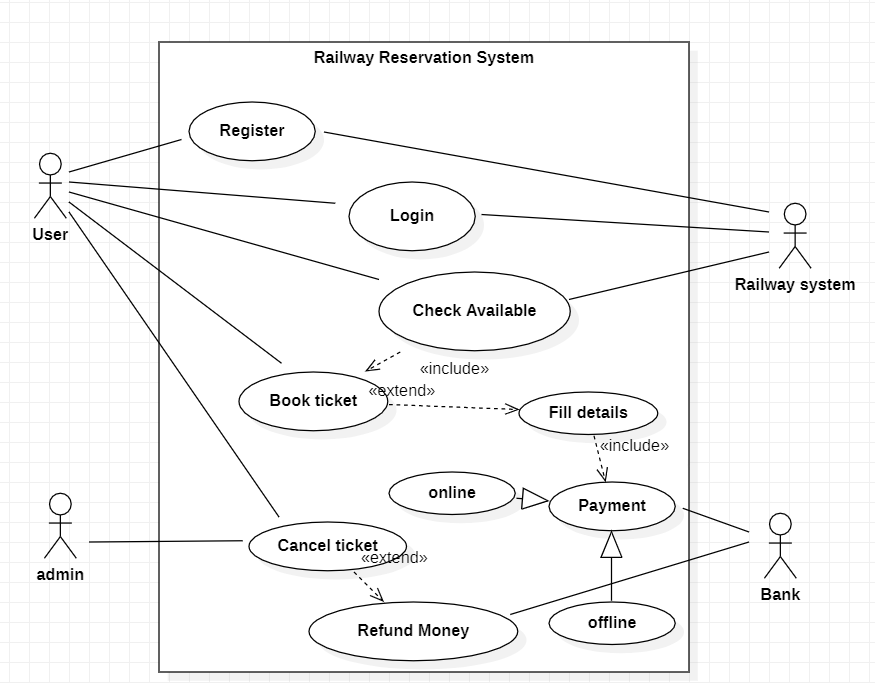 Railway Reservation System
Register
Login
User
Railway system
Check Available
«include»
«extend»
Book ticket
Fill details
«include»
online
Payment
Cancel ticket
«extend»
admin
Bank
offline
Refund Money